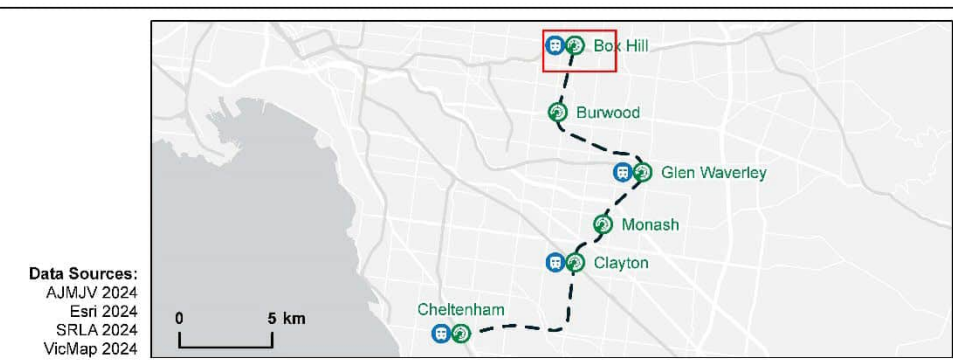 Box Hill
Burwood
Glen Waverley
Monash
Clayton
Cheltenham
Data Sources:
AJMJV 2024
Esri 2024
SRLA 2024
VicMap 2024
0 5 km